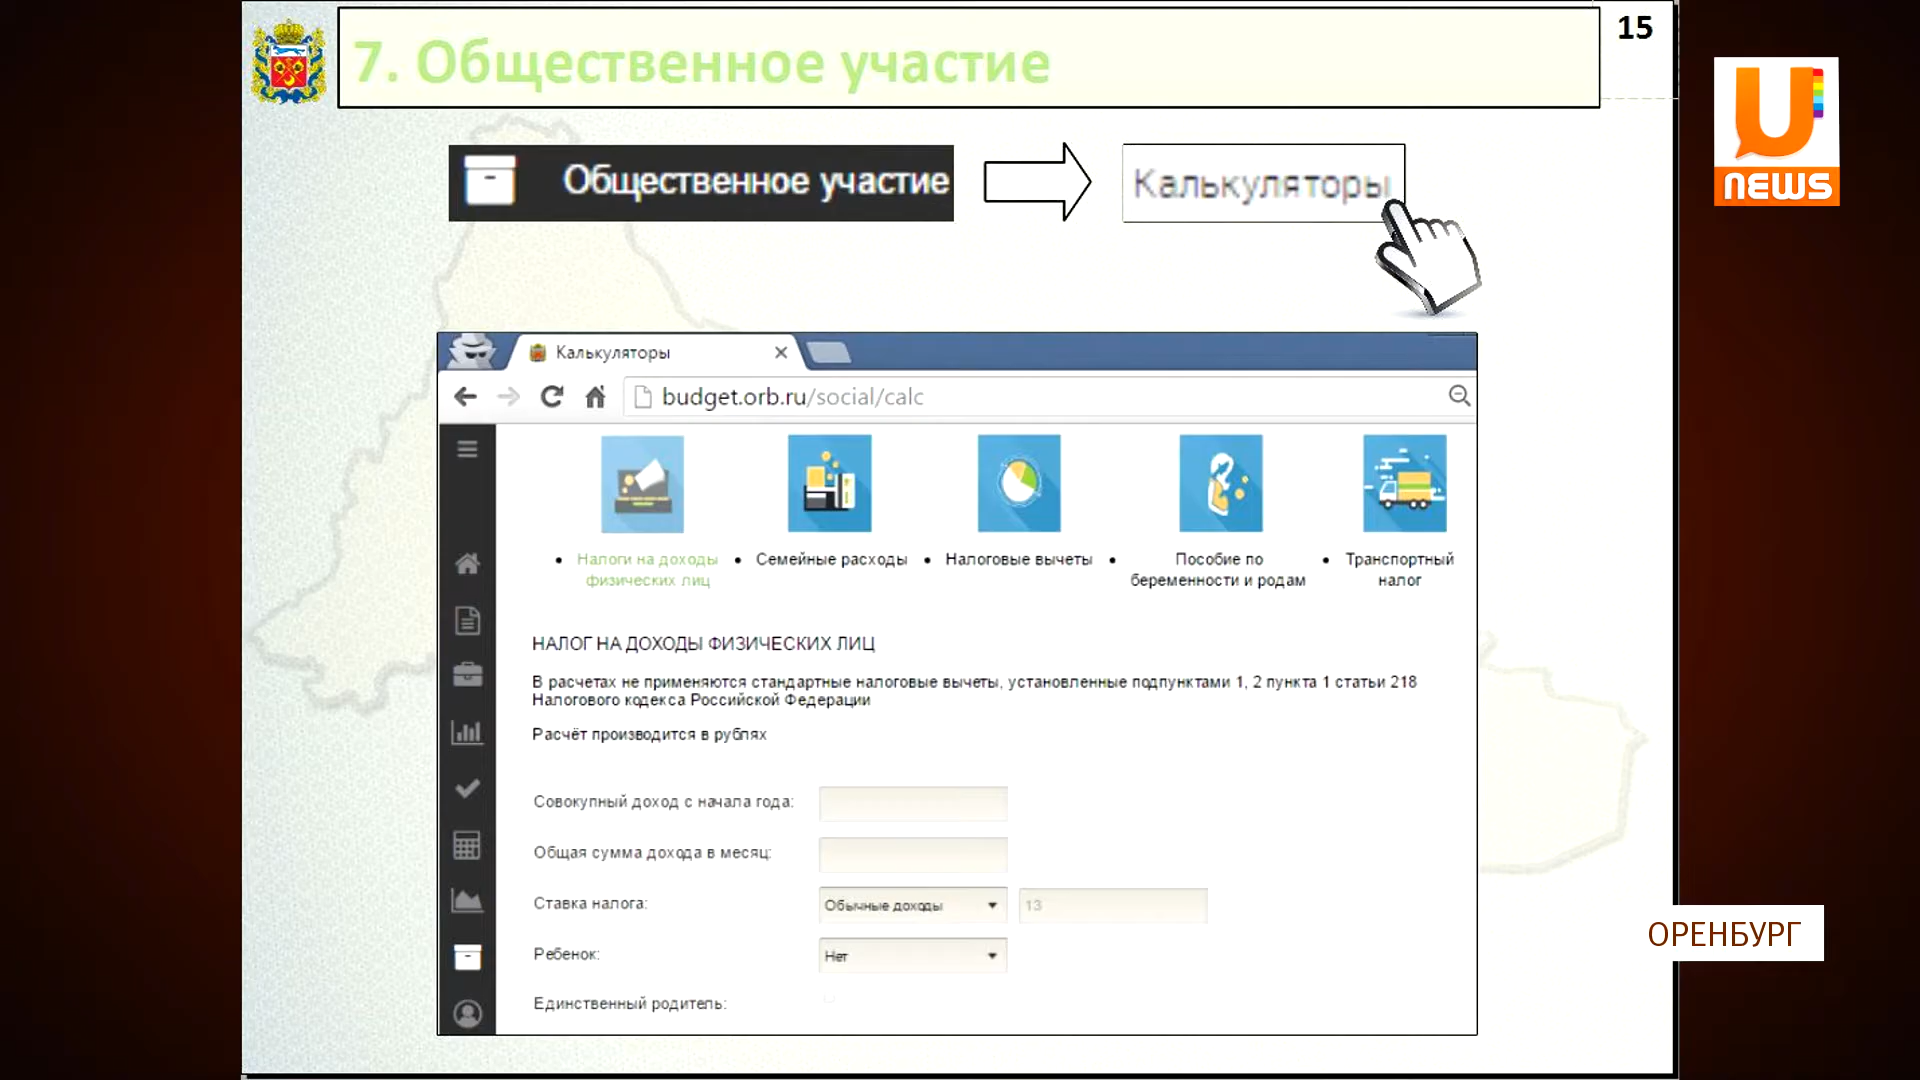 7. Общественное участие
15
U
NEWS
Общественное участие
Калькуляторы
Калькуляторы
budget.orb.ru/social/calc
Налоги на доходы
физических лиц
Семейные расходы
Налоговые вычеты
Пособие по
беременности и родам
Транспортный
налог
НАЛОГ НА ДОХОДЫ ФИЗИЧЕСКИХ ЛИЦ
В расчетах не применяются стандартные налоговые вычеты, установленные подпунктами 1, 2 пункта 1 статьи 218
Налогового кодекса Российской Федерации
Расчёт производится в рублях
Совокупный доход с начала года:
Общая сумма дохода в месяц:
Ставка налога: Обычные доходы 13
Ребенок: Нет
Единственный родитель:
ОРЕНБУРГ